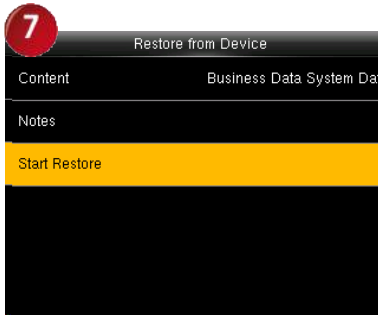 7
Restore from Device
Content Business Data System Da
Notes
Start Restore